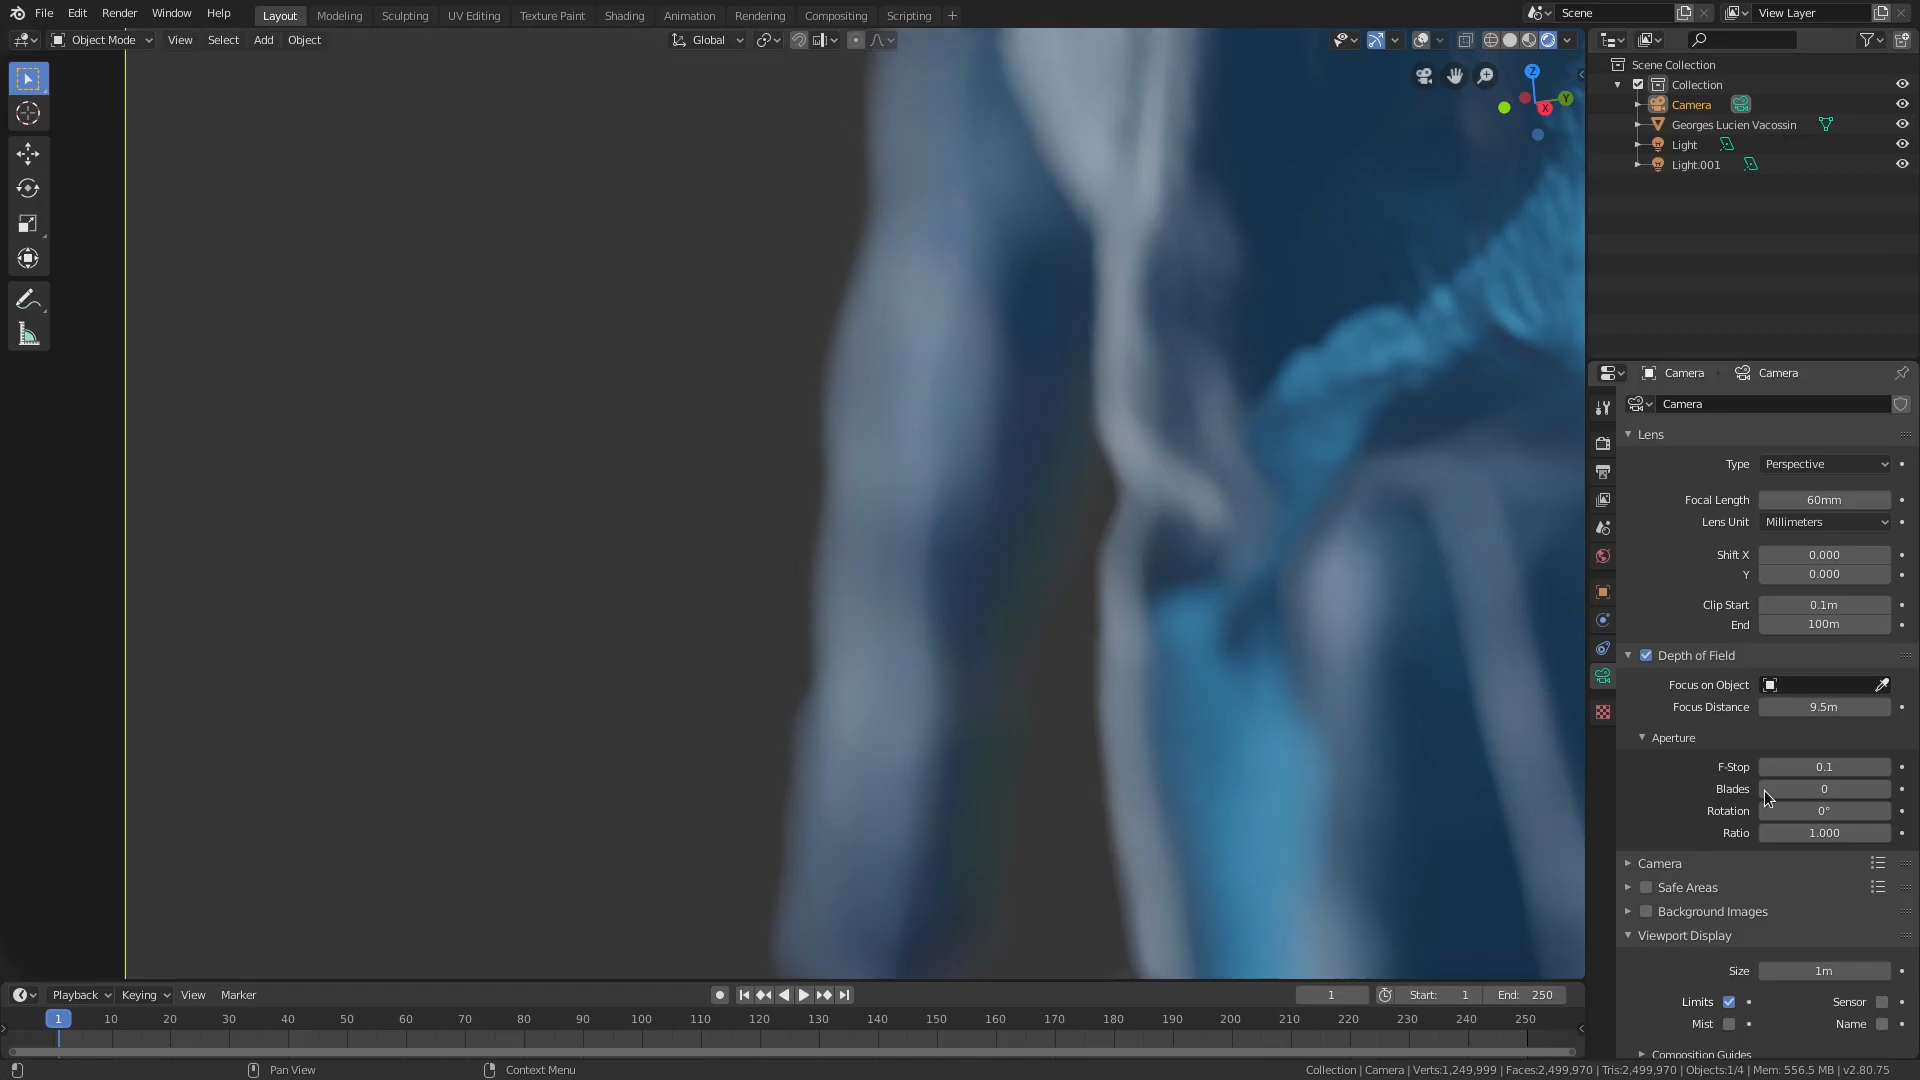 File Edit Render Window Help Layout Modeling Sculpting UV Editing Texture Paint Shading Animation Rendering Compositing Scripting + Scene View Layer
Object Mode View Select Add Object Global
Z
Y
X
Scene Collection
Collection
Camera
Georges Lucien Vacossin
Light
Light.001
Camera Camera
Camera
Lens
Type Perspective
Focal Length 60mm
Lens Unit Millimeters
Shift X 0.000
Y 0.000
Clip Start 0.1m
End 100m
Depth of Field
Focus on Object
Focus Distance 9.5m
Aperture
F-Stop 0.1
Blades 0
Rotation 0°
Ratio 1.000
Camera
Safe Areas
Background Images
Viewport Display
Size 1m
Limits Sensor
Mist Name
Composition Guides
Playback Keying View Marker 1 Start: 1 End: 250
1 10 20 30 40 50 60 70 80 90 100 110 120 130 140 150 160 170 180 190 200 210 220 230 240 250
Pan View Context Menu Collection | Camera | Verts:1,249,999 | Faces:2,499,970 | Tris:2,499,970 | Objects:1/4 | Mem: 556.5 MB | v2.80.75